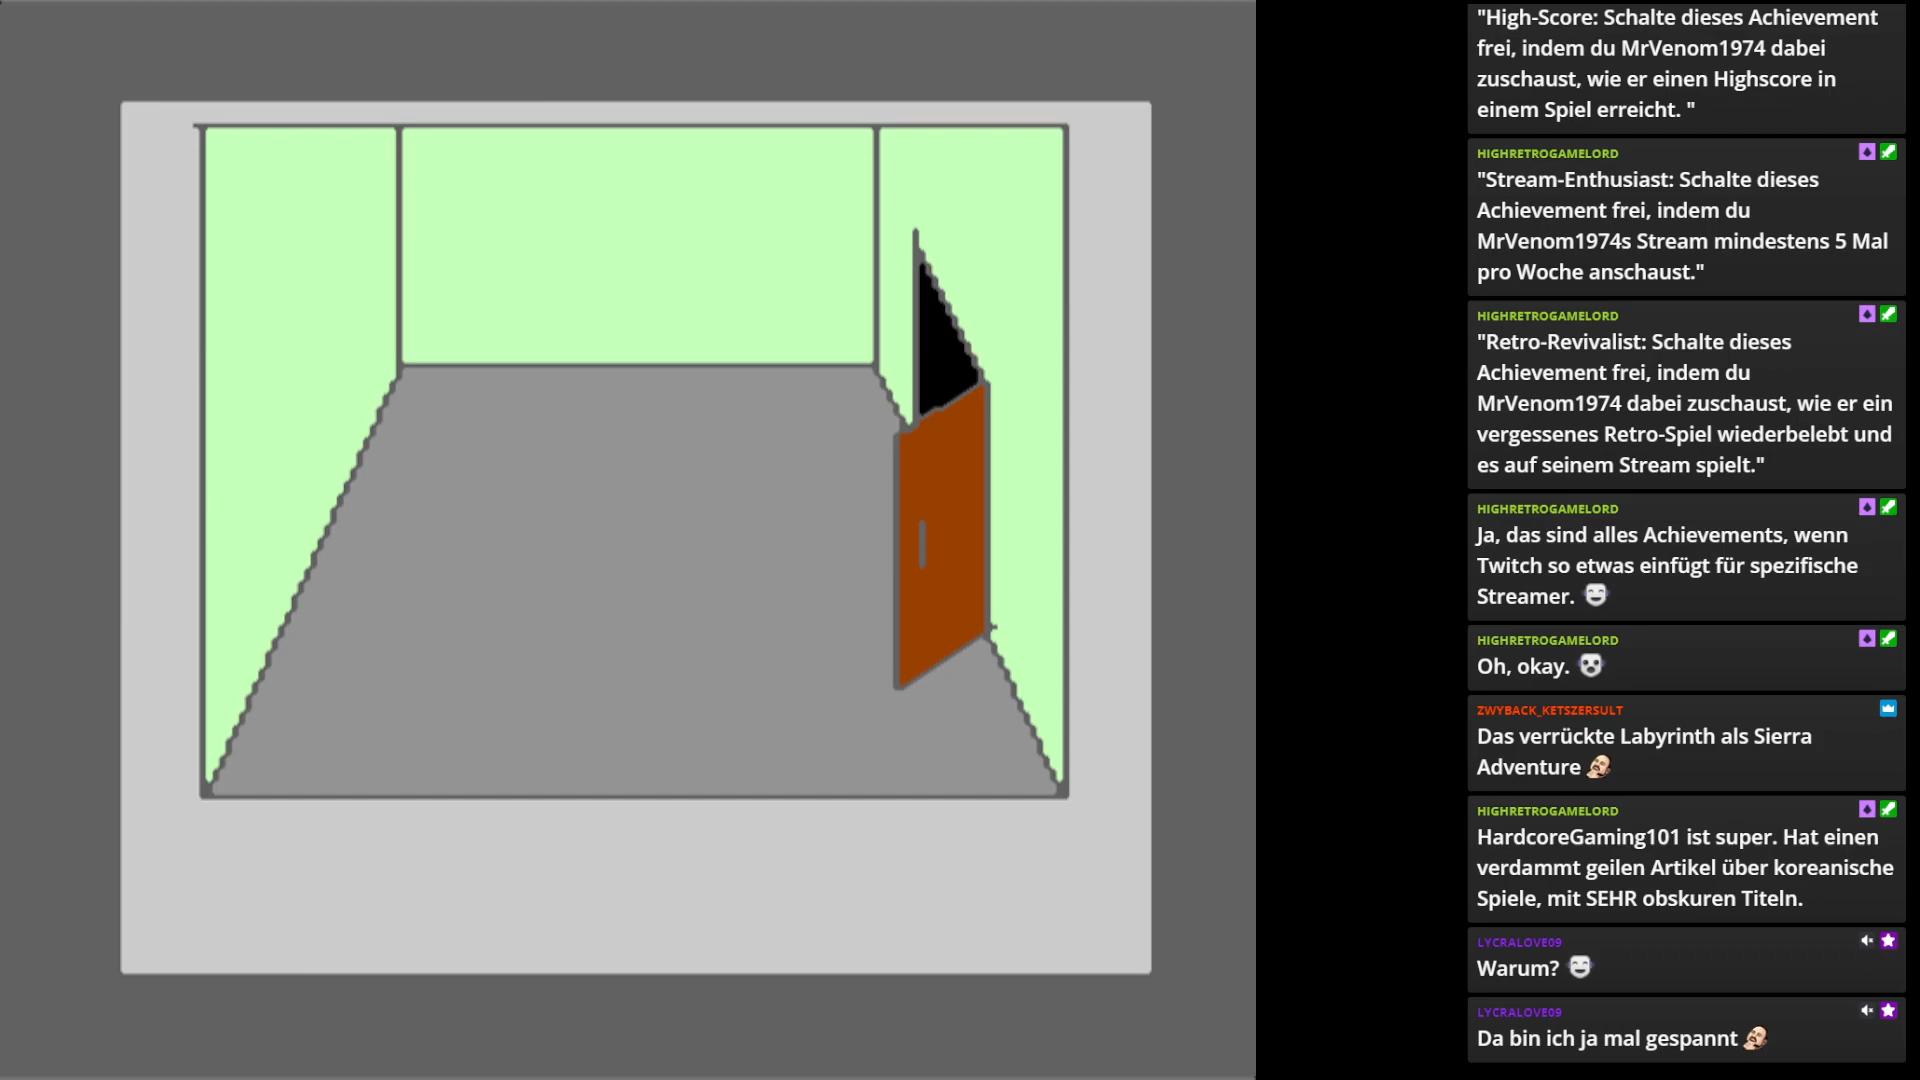 "High-Score: Schalte dieses Achievement
frei, indem du MrVenom1974 dabei
zuschaust, wie er einen Highscore in
einem Spiel erreicht. "
HIGHRETROGAMELORD
"Stream-Enthusiast: Schalte dieses
Achievement frei, indem du
MrVenom1974s Stream mindestens 5 Mal
pro Woche anschaust."
HIGHRETROGAMELORD
"Retro-Revivalist: Schalte dieses
Achievement frei, indem du
MrVenom1974 dabei zuschaust, wie er ein
vergessenes Retro-Spiel wiederbelebt und
es auf seinem Stream spielt."
HIGHRETROGAMELORD
Ja, das sind alles Achievements, wenn
Twitch so etwas einfügt für spezifische
Streamer.
HIGHRETROGAMELORD
Oh, okay.
ZWYBACK_KETSZERSULT
Das verrückte Labyrinth als Sierra
Adventure
HIGHRETROGAMELORD
HardcoreGaming101 ist super. Hat einen
verdammt geilen Artikel über koreanische
Spiele, mit SEHR obskuren Titeln.
LYCRALOVE09
Warum?
LYCRALOVE09
Da bin ich ja mal gespannt